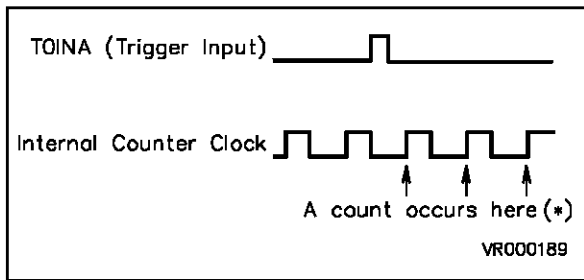 TOINA (Trigger Input)
Internal Counter Clock
A count occurs here (*)
VR000189